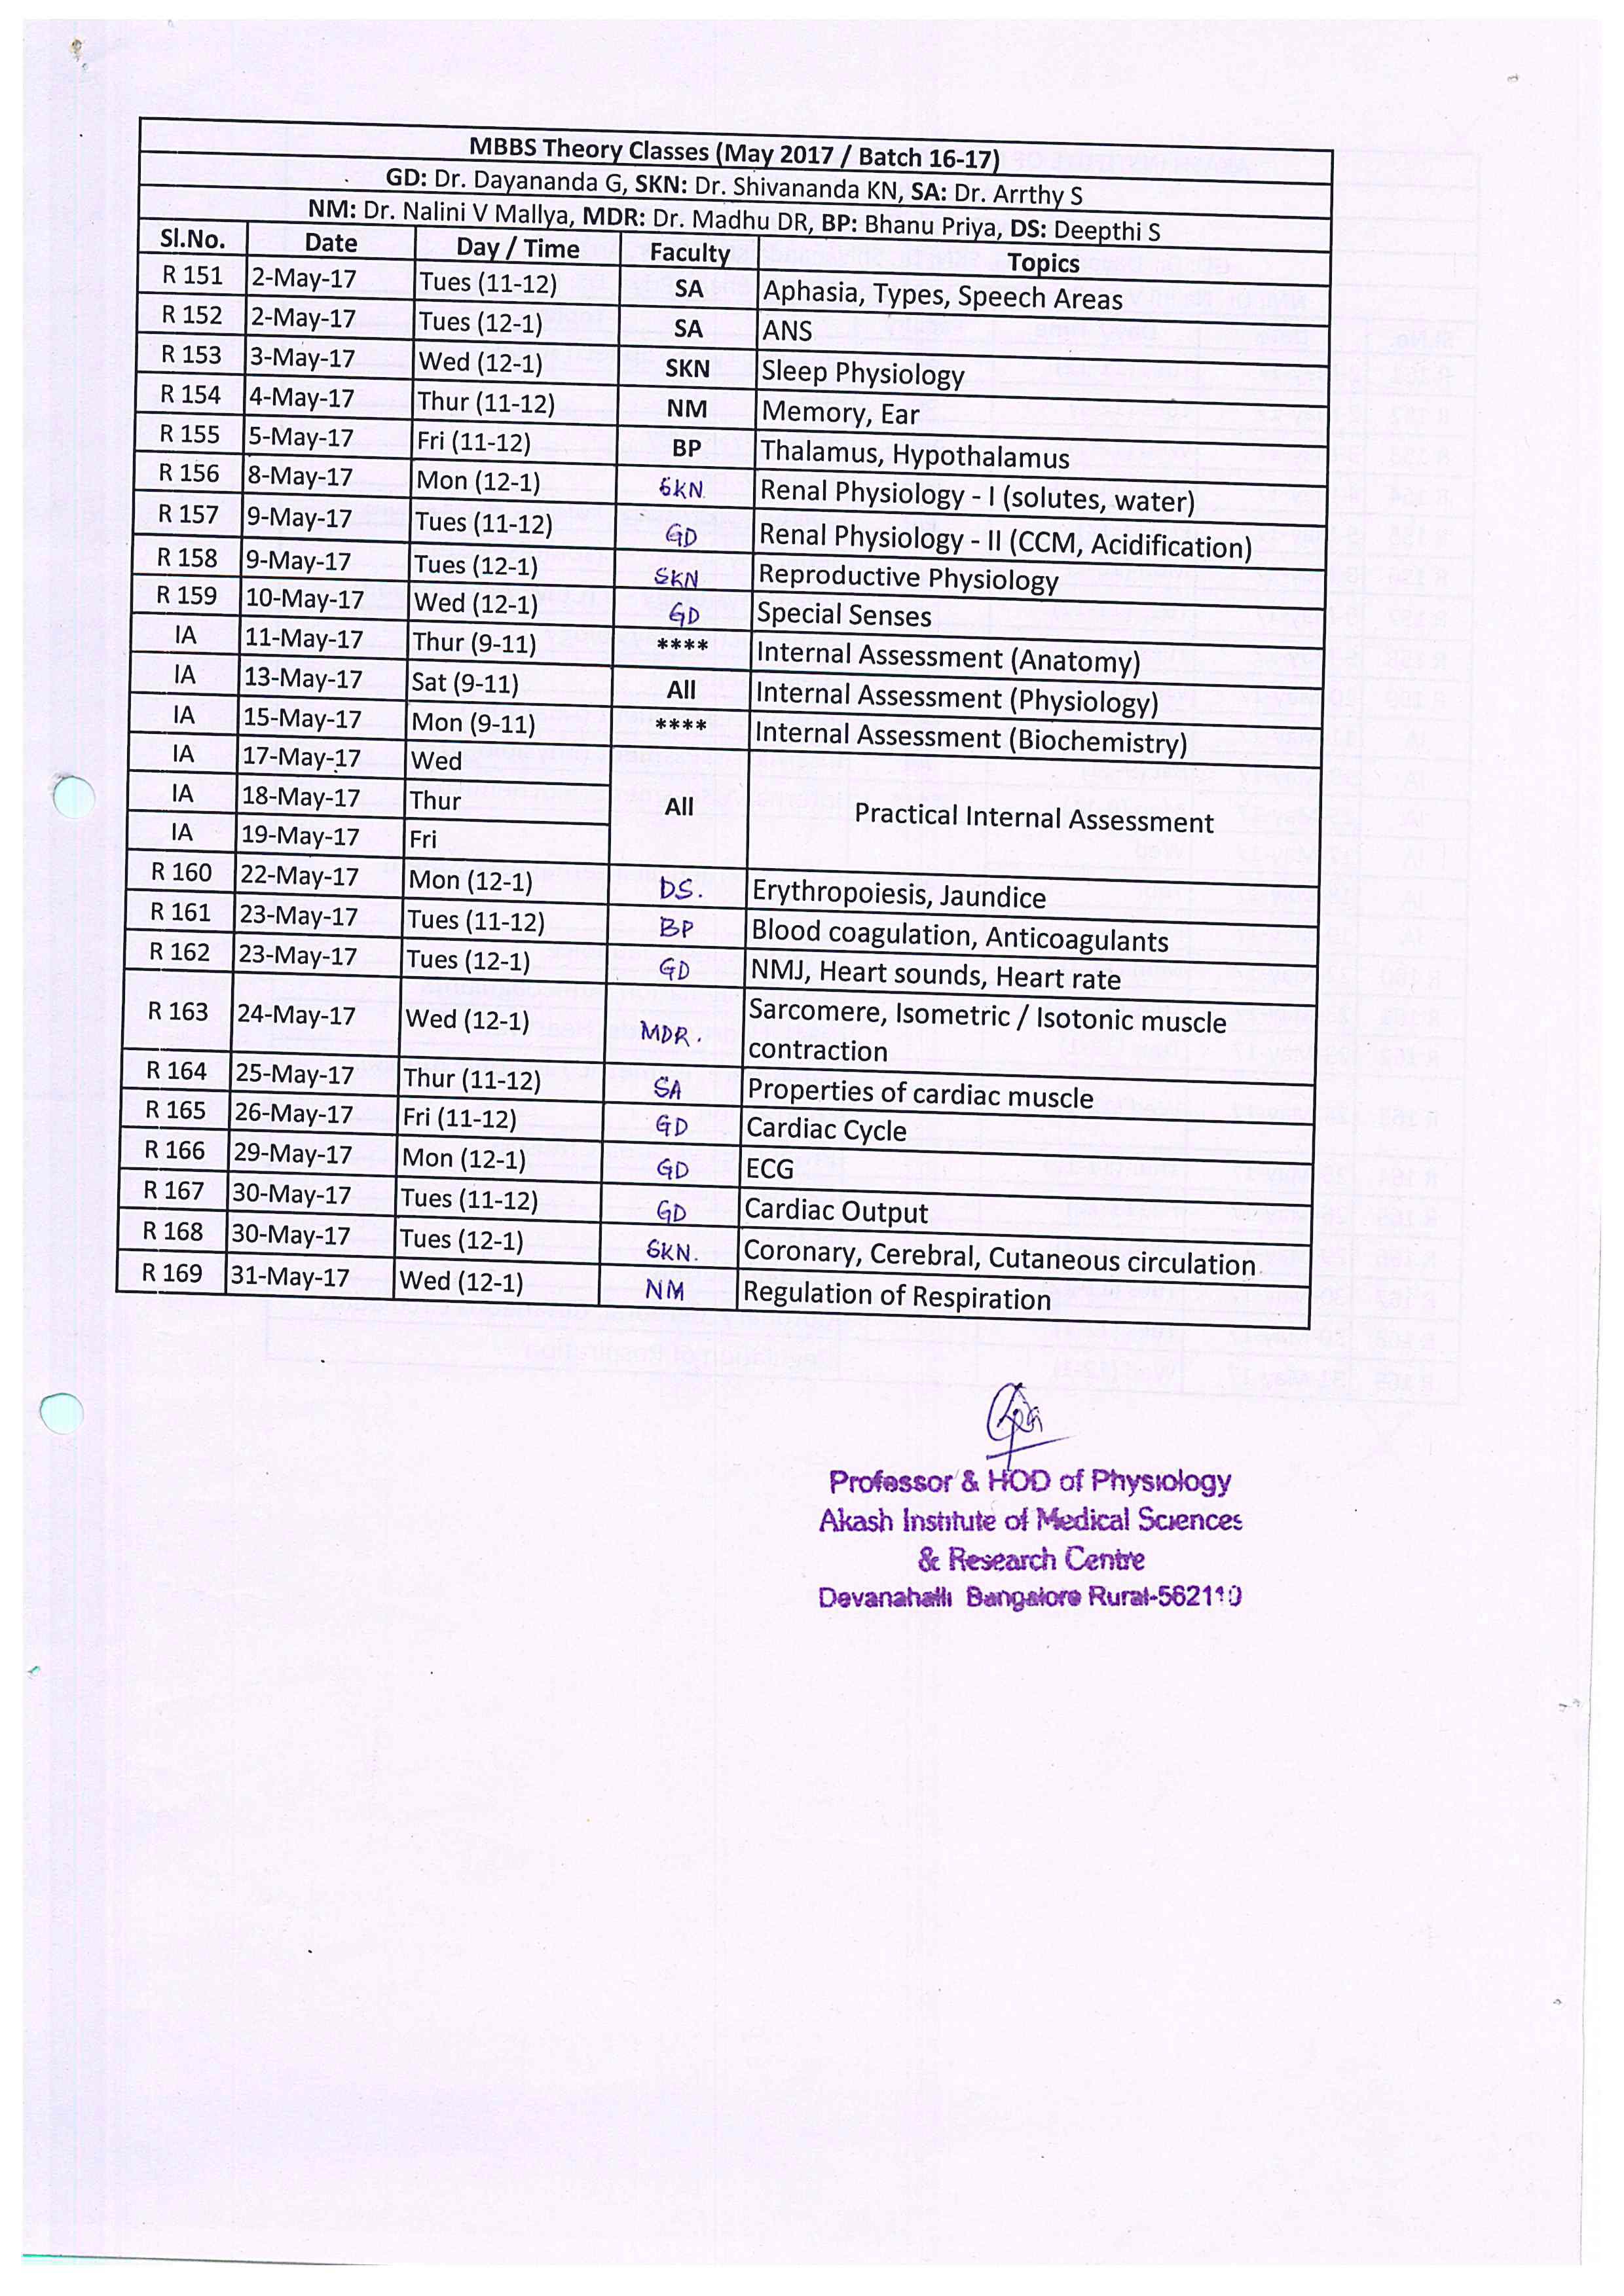 MBBS Theory Classes (May 2017 / Batch 16-17)
GD: Dr. Dayananda G, SKN: Dr. Shivananda KN, SA: Dr. Arrthy S
NM: Dr. Nalini V Mallya, MDR: Dr. Madhu DR, BP: Bhanu Priya, DS: Deepthi S
Sl.No. Date Day / Time Faculty Topics
R 151 2-May-17 Tues (11-12) SA Aphasia, Types, Speech Areas
R 152 2-May-17 Tues (12-1) SA ANS
R 153 3-May-17 Wed (12-1) SKN Sleep Physiology
R 154 4-May-17 Thur (11-12) NM Memory, Ear
R 155 5-May-17 Fri (11-12) BP Thalamus, Hypothalamus
R 156 8-May-17 Mon (12-1) SKN. Renal Physiology - I (solutes, water)
R 157 9-May-17 Tues (11-12) GD Renal Physiology - II (CCM, Acidification)
R 158 9-May-17 Tues (12-1) SKN Reproductive Physiology
R 159 10-May-17 Wed (12-1) GD Special Senses
IA 11-May-17 Thur (9-11) **** Internal Assessment (Anatomy)
IA 13-May-17 Sat (9-11) All Internal Assessment (Physiology)
IA 15-May-17 Mon (9-11) **** Internal Assessment (Biochemistry)
IA 17-May-17 Wed
IA 18-May-17 Thur All Practical Internal Assessment
IA 19-May-17 Fri
R 160 22-May-17 Mon (12-1) DS. Erythropoiesis, Jaundice
R 161 23-May-17 Tues (11-12) BP Blood coagulation, Anticoagulants
R 162 23-May-17 Tues (12-1) GD NMJ, Heart sounds, Heart rate
R 163 24-May-17 Wed (12-1) MDR. Sarcomere, Isometric / Isotonic muscle
contraction
R 164 25-May-17 Thur (11-12) SA Properties of cardiac muscle
R 165 26-May-17 Fri (11-12) GD Cardiac Cycle
R 166 29-May-17 Mon (12-1) GD ECG
R 167 30-May-17 Tues (11-12) GD Cardiac Output
R 168 30-May-17 Tues (12-1) SKN. Coronary, Cerebral, Cutaneous circulation
R 169 31-May-17 Wed (12-1) NM Regulation of Respiration
Professor & HOD of Physiology
Akash Institute of Medical Sciences
& Research Centre
Devanahalli Bangalore Rural-562110